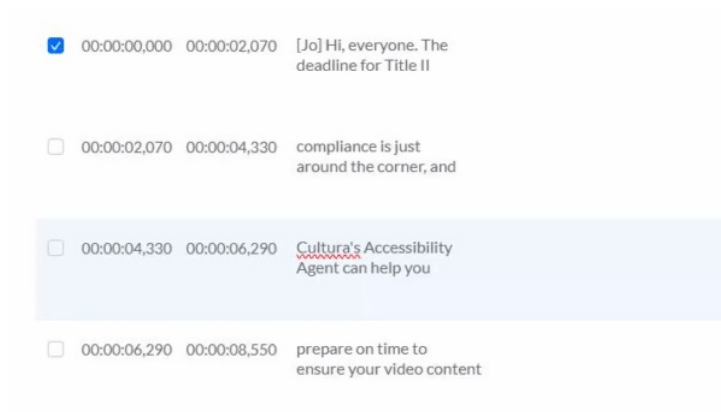 00:00:00,000 00:00:02,070 [Jo] Hi, everyone. The
deadline for Title II
00:00:02,070 00:00:04,330 compliance is just
around the corner, and
00:00:04,330 00:00:06,290 Cultura's Accessibility
Agent can help you
00:00:06,290 00:00:08,550 prepare on time to
ensure your video content